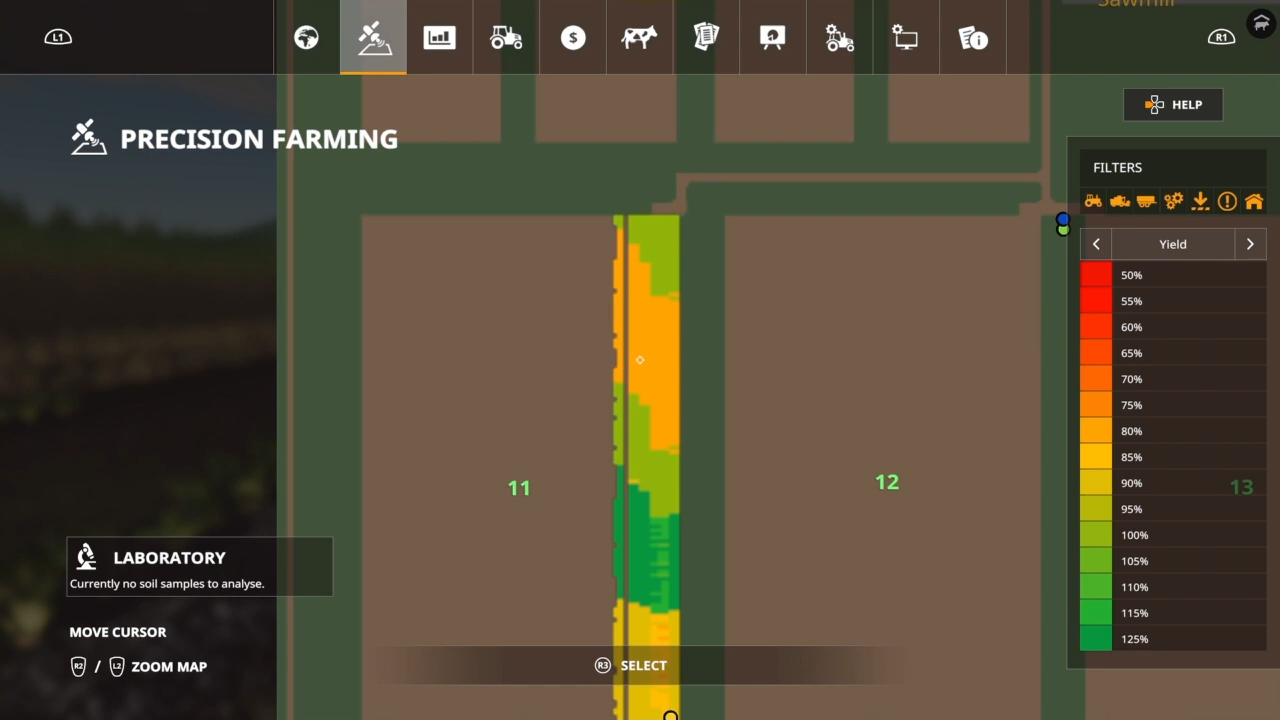 Sawmill
L1
$
R1
HELP
PRECISION FARMING
FILTERS
Yield
50%
55%
60%
65%
70%
75%
80%
85%
90%
95%
100%
105%
110%
115%
125%
11
12
13
LABORATORY
Currently no soil samples to analyse.
MOVE CURSOR
R2 / L2 ZOOM MAP
R3 SELECT